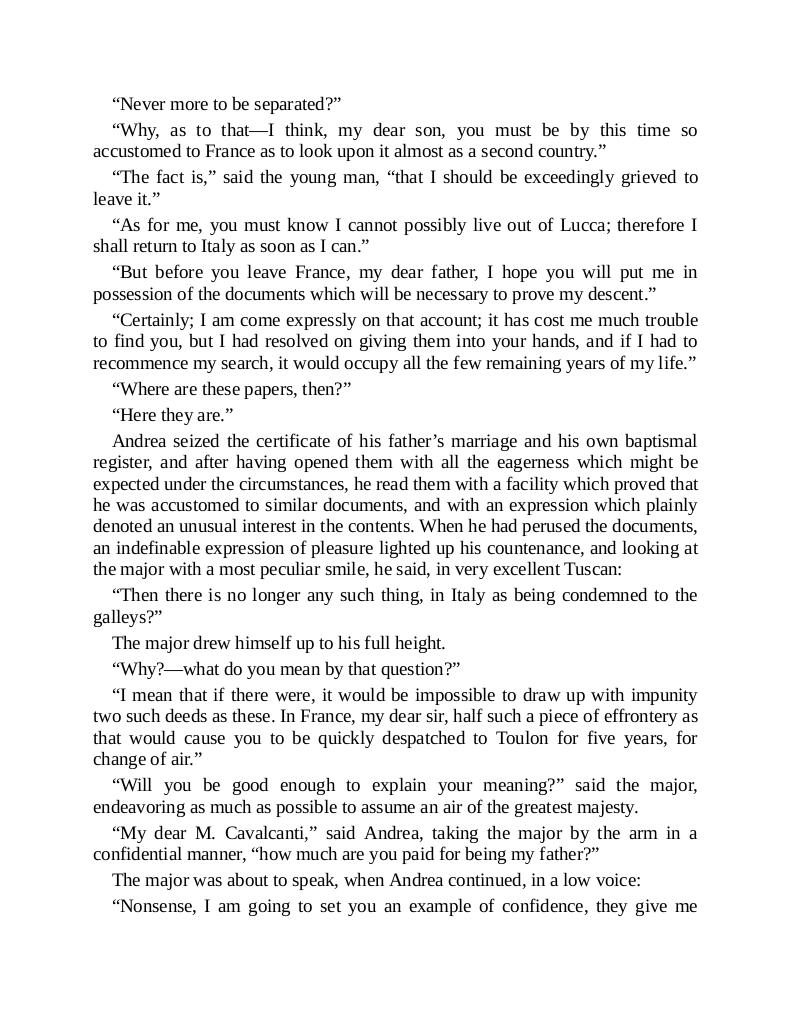 “Never more to be separated?”
“Why, as to that—I think, my dear son, you must be by this time so
accustomed to France as to look upon it almost as a second country.”
“The fact is,” said the young man, “that I should be exceedingly grieved to
leave it.”
“As for me, you must know I cannot possibly live out of Lucca; therefore I
shall return to Italy as soon as I can.”
“But before you leave France, my dear father, I hope you will put me in
possession of the documents which will be necessary to prove my descent.”
“Certainly; I am come expressly on that account; it has cost me much trouble
to find you, but I had resolved on giving them into your hands, and if I had to
recommence my search, it would occupy all the few remaining years of my life.”
“Where are these papers, then?”
“Here they are.”
Andrea seized the certificate of his father’s marriage and his own baptismal
register, and after having opened them with all the eagerness which might be
expected under the circumstances, he read them with a facility which proved that
he was accustomed to similar documents, and with an expression which plainly
denoted an unusual interest in the contents. When he had perused the documents,
an indefinable expression of pleasure lighted up his countenance, and looking at
the major with a most peculiar smile, he said, in very excellent Tuscan:
“Then there is no longer any such thing, in Italy as being condemned to the
galleys?”
The major drew himself up to his full height.
“Why?—what do you mean by that question?”
“I mean that if there were, it would be impossible to draw up with impunity
two such deeds as these. In France, my dear sir, half such a piece of effrontery as
that would cause you to be quickly despatched to Toulon for five years, for
change of air.”
“Will you be good enough to explain your meaning?” said the major,
endeavoring as much as possible to assume an air of the greatest majesty.
“My dear M. Cavalcanti,” said Andrea, taking the major by the arm in a
confidential manner, “how much are you paid for being my father?”
The major was about to speak, when Andrea continued, in a low voice:
“Nonsense, I am going to set you an example of confidence, they give me